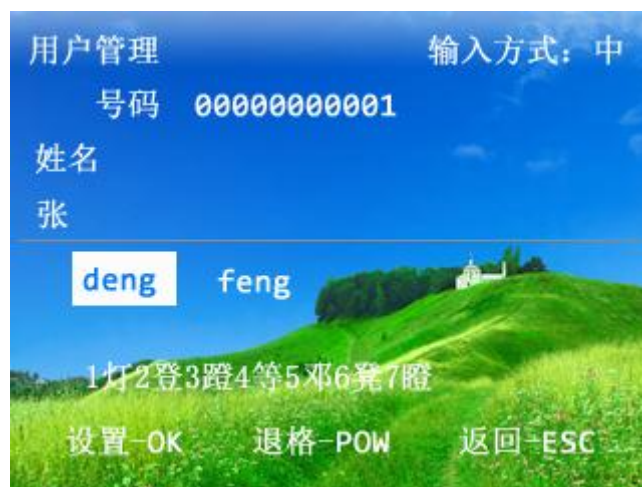 用户管理 输入方式：中
号码 00000000001
姓名
张
deng feng
1灯2登3蹬4等5邓6凳7瞪
设置-OK 退格-POW 返回-ESC